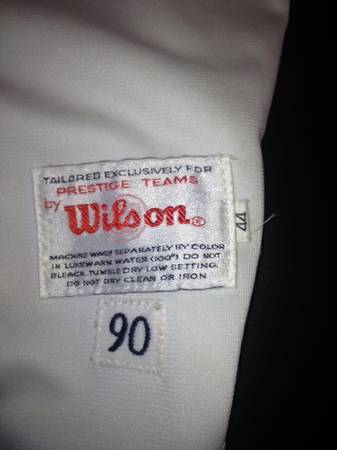 TAILORED EXCLUSIVELY FOR
PRESTIGE TEAMS
by Wilson®
44
MACHINE WASH SEPARATELY BY COLOR
IN LUKEWARM WATER (100°) DO NOT
BLEACH, TUMBLE DRY LOW SETTING.
DO NOT DRY CLEAN OR IRON
90